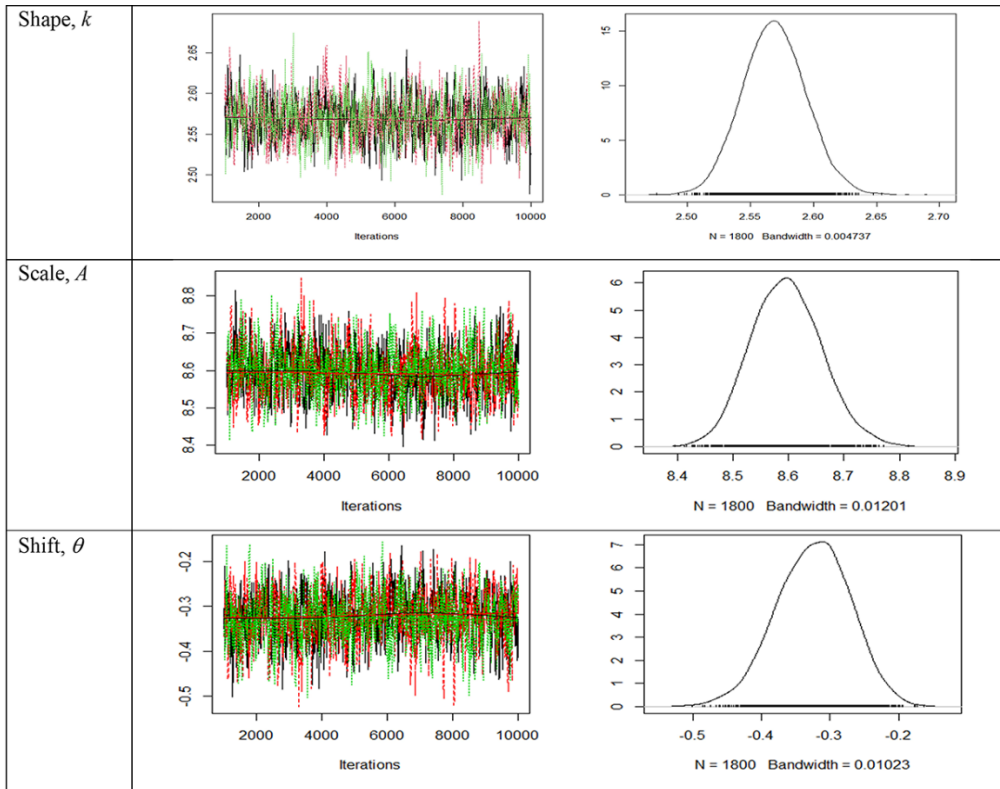 Shape, k
2.65
2.60
2.55
2.50
2000 4000 6000 8000 10000
Iterations
15
10
5
0
2.50 2.55 2.60 2.65 2.70
N = 1800 Bandwidth = 0.004737
Scale, A
8.8
8.7
8.6
8.5
8.4
2000 4000 6000 8000 10000
Iterations
6
5
4
3
2
1
0
8.4 8.5 8.6 8.7 8.8 8.9
N = 1800 Bandwidth = 0.01201
Shift, θ
-0.2
-0.3
-0.4
-0.5
2000 4000 6000 8000 10000
Iterations
7
6
5
4
3
2
1
0
-0.5 -0.4 -0.3 -0.2
N = 1800 Bandwidth = 0.01023